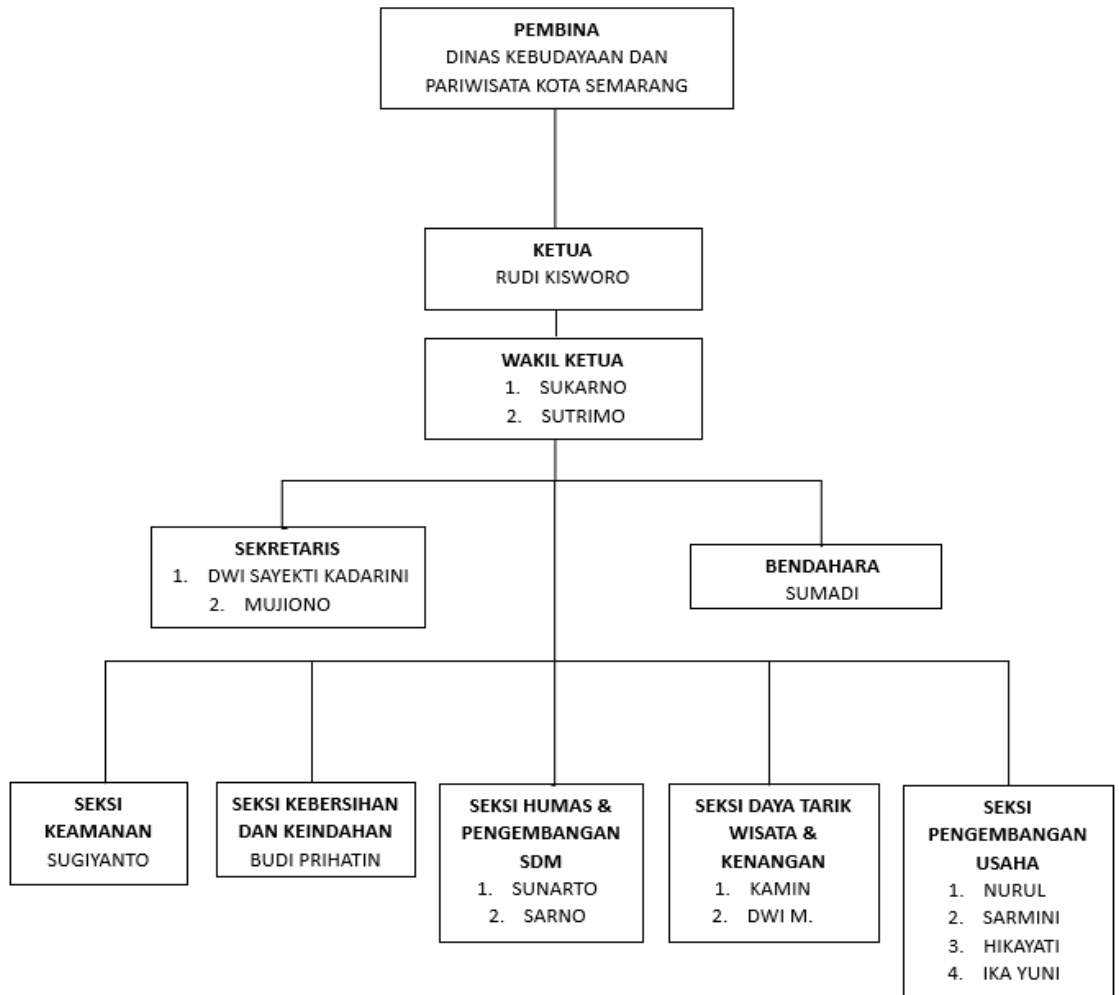 PEMBINA
DINAS KEBUDAYAAN DAN
PARIWISATA KOTA SEMARANG
KETUA
RUDI KISWORO
WAKIL KETUA
1. SUKARNO
2. SUTRIMO
SEKRETARIS
1. DWI SAYEKTI KADARINI
2. MUJIONO
BENDAHARA
SUMADI
SEKSI
KEAMANAN
SUGIYANTO
SEKSI KEBERSIHAN
DAN KEINDAHAN
BUDI PRIHATIN
SEKSI HUMAS &
PENGEMBANGAN
SDM
1. SUNARTO
2. SARNO
SEKSI DAYA TARIK
WISATA &
KENANGAN
1. KAMIN
2. DWI M.
SEKSI
PENGEMBANGAN
USAHA
1. NURUL
2. SARMINI
3. HIKAYATI
4. IKA YUNI